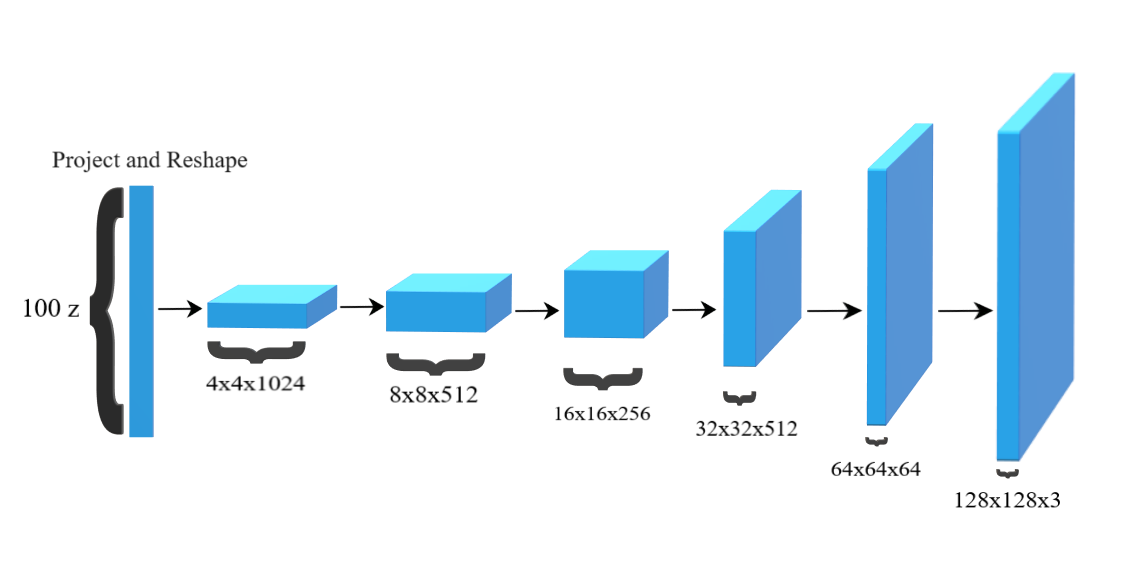 Project and Reshape
100 z
4x4x1024
8x8x512
16x16x256
32x32x512
64x64x64
128x128x3